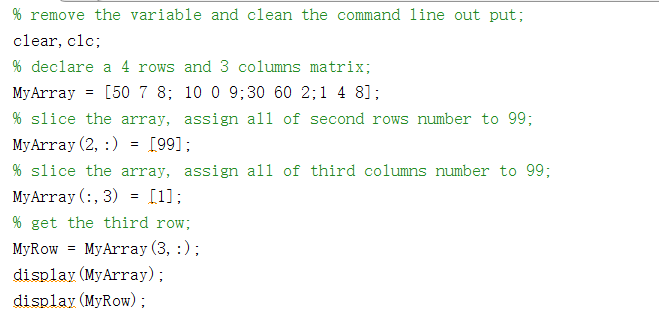 % remove the variable and clean the command line out put;
clear,clc;
% declare a 4 rows and 3 columns matrix;
MyArray = [50 7 8; 10 0 9;30 60 2;1 4 8];
% slice the array, assign all of second rows number to 99;
MyArray(2,:) = [99];
% slice the array, assign all of third columns number to 99;
MyArray(:,3) = [1];
% get the third row;
MyRow = MyArray(3,:);
display(MyArray);
display(MyRow);